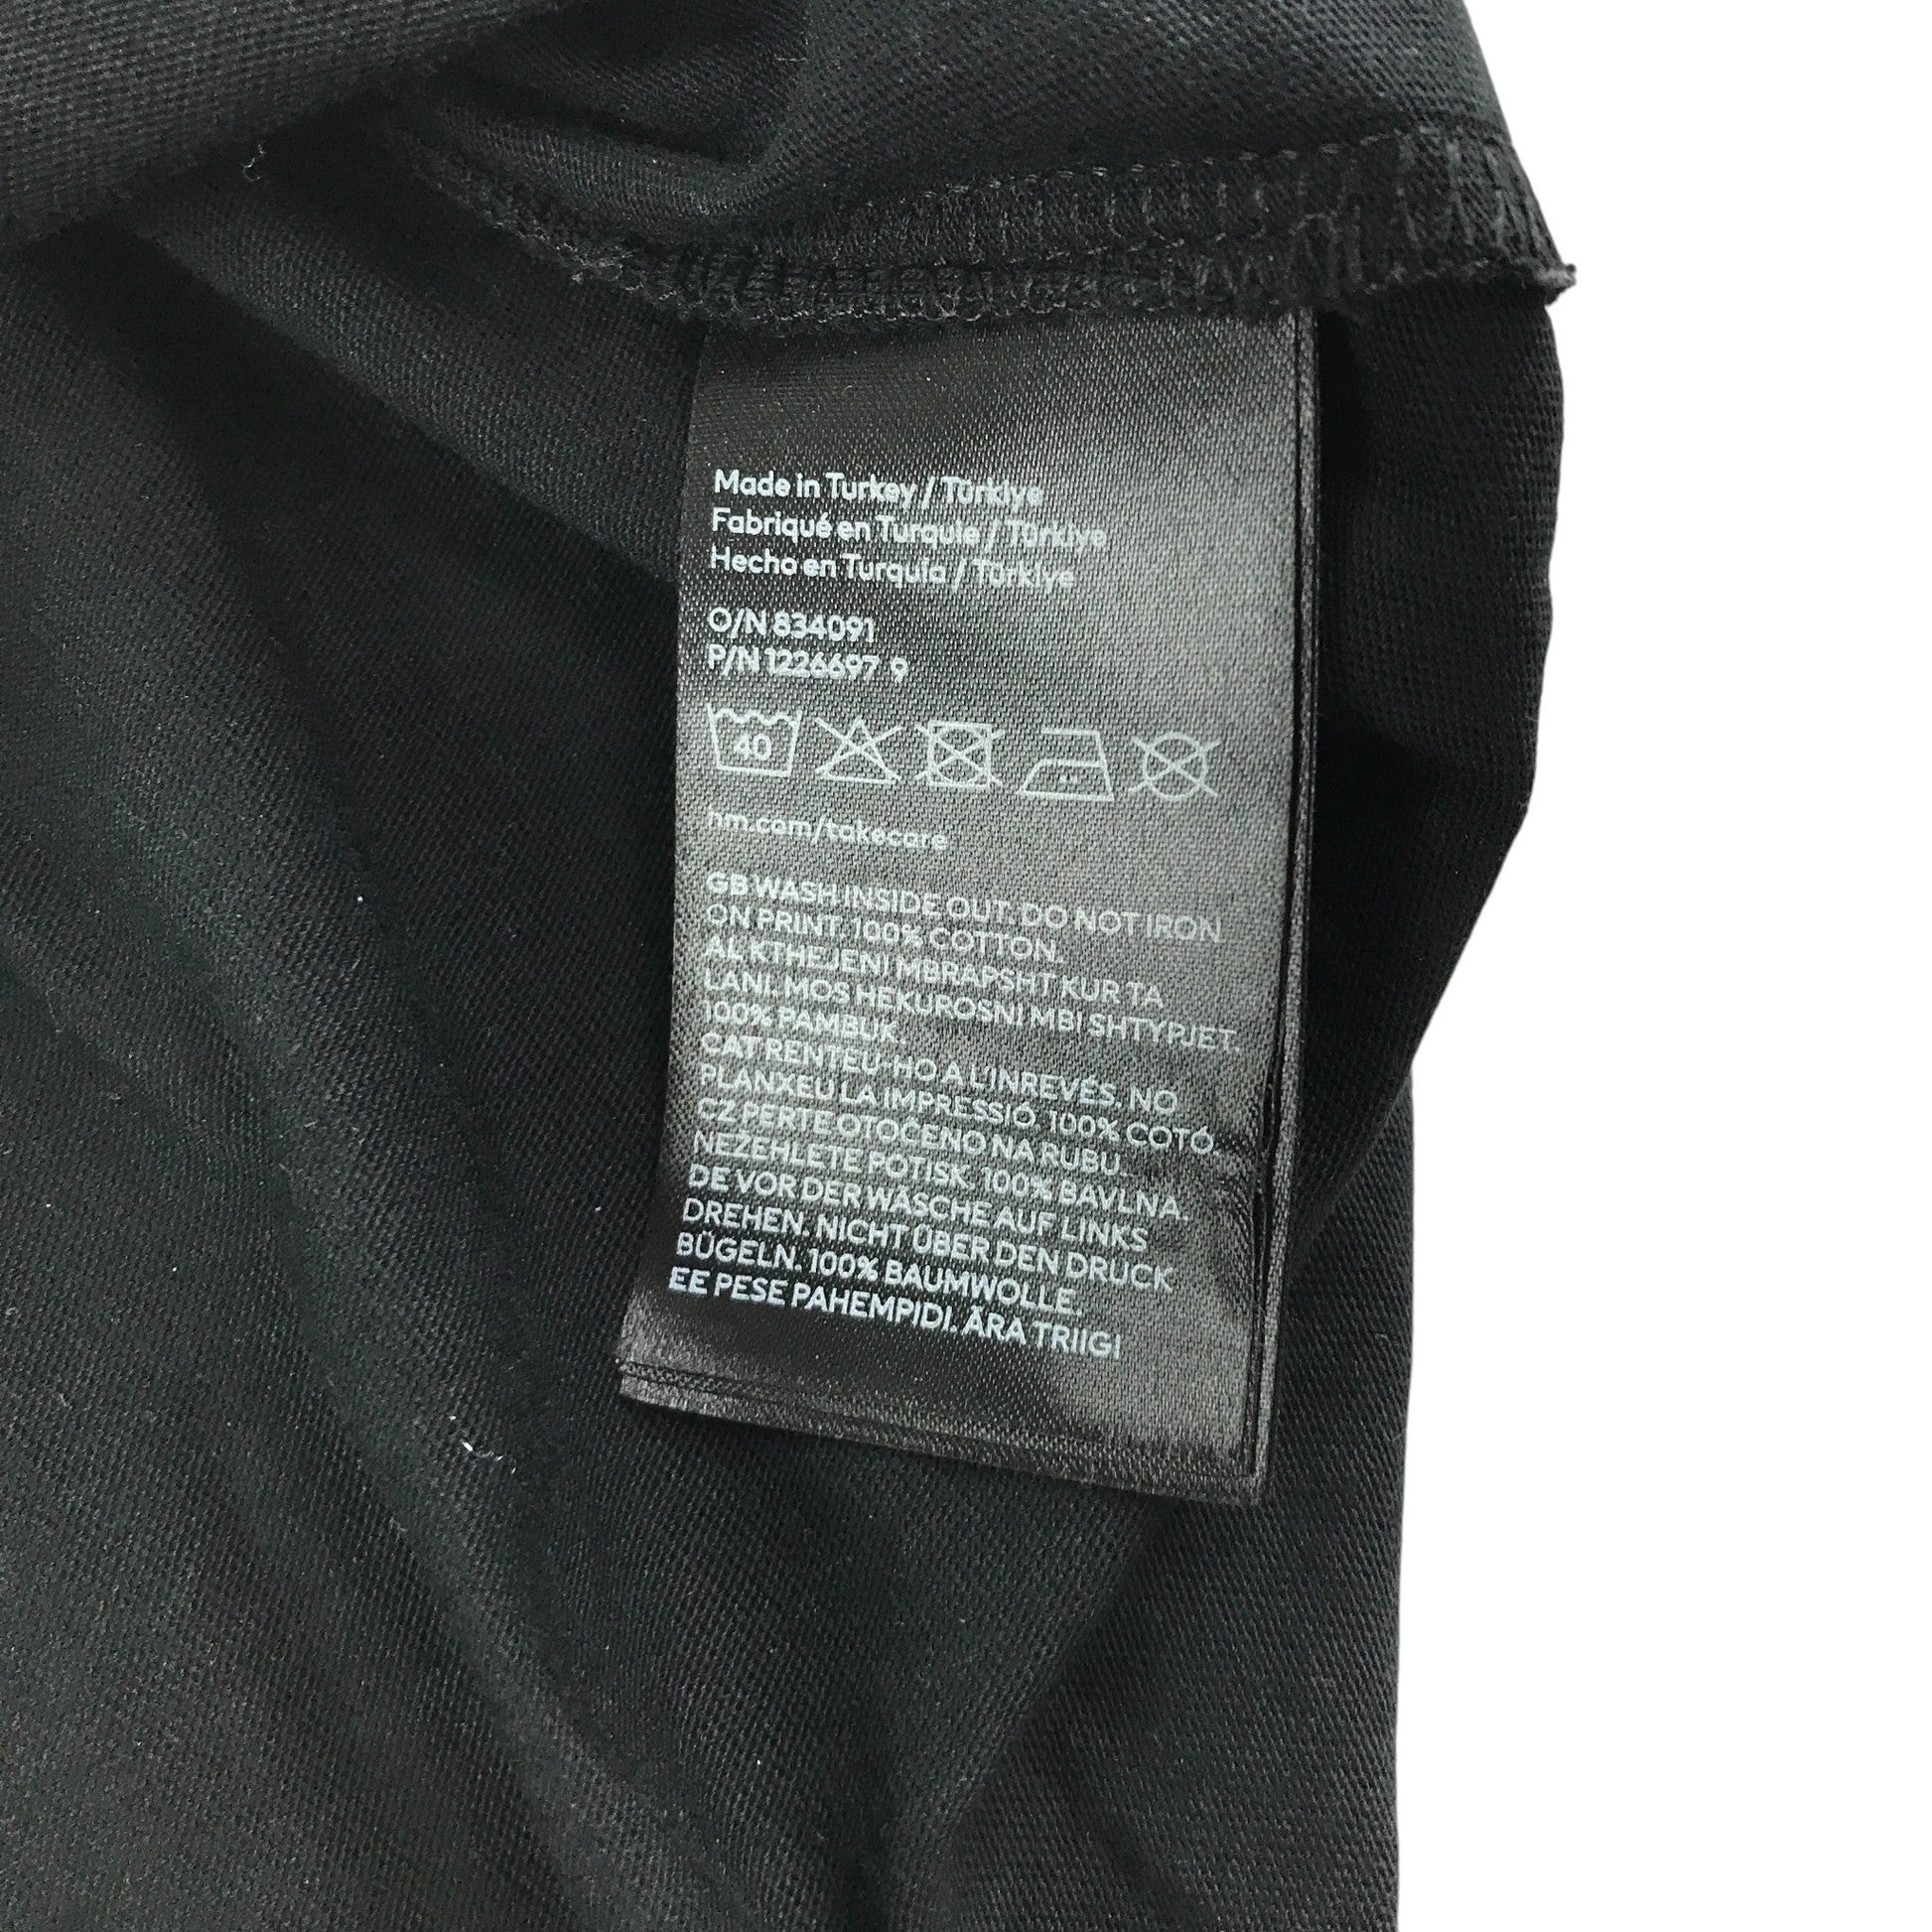 Made in Turkey / Türkiye
Fabriqué en Turquie / Türkiye
Hecho en Turquía / Türkiye
O/N 834091
P/N 1226697 9
40
hm.com/takecare
GB WASH INSIDE OUT. DO NOT IRON
ON PRINT. 100% COTTON.
AL KTHEJENI MBRAPSHT KUR TA
LANI. MOS HEKUROSNI MBI SHTYPJET.
100% PAMBUK.
CAT RENTEU-HO A L'INREVÉS. NO
PLANXEU LA IMPRESSIÓ. 100% COTÓ.
CZ PERTE OTOČENO NA RUBU.
NEŽEHLETE POTISK. 100% BAVLNA.
DE VOR DER WÄSCHE AUF LINKS
DREHEN. NICHT ÜBER DEN DRUCK
BÜGELN. 100% BAUMWOLLE.
EE PESE PAHEMPIDI. ÄRA TRIIGI